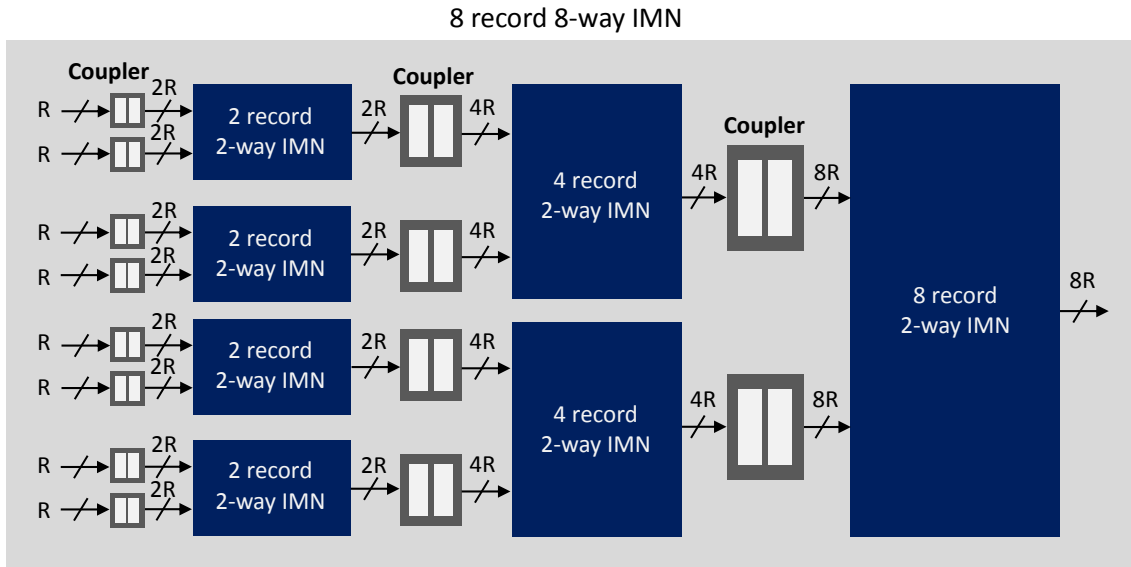 8 record 8-way IMN
Coupler
Coupler
Coupler
R
2R
R
2R
2 record
2-way IMN
2R
4R
R
2R
R
2R
2 record
2-way IMN
2R
4R
4 record
2-way IMN
4R
8R
R
2R
R
2R
2 record
2-way IMN
2R
4R
R
2R
R
2R
2 record
2-way IMN
2R
4R
4 record
2-way IMN
4R
8R
8 record
2-way IMN
8R